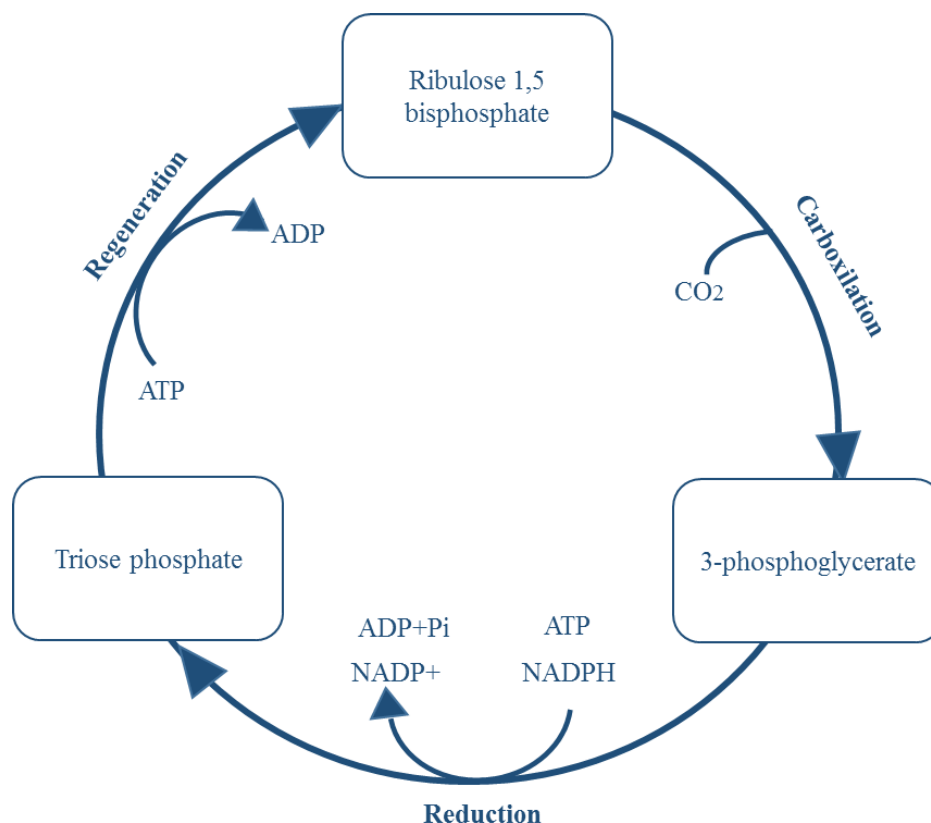 Ribulose 1,5
bisphosphate
Regeneration
Carboxilation
ADP
CO2
ATP
Triose phosphate
3-phosphoglycerate
ADP+Pi
ATP
NADP+
NADPH
Reduction